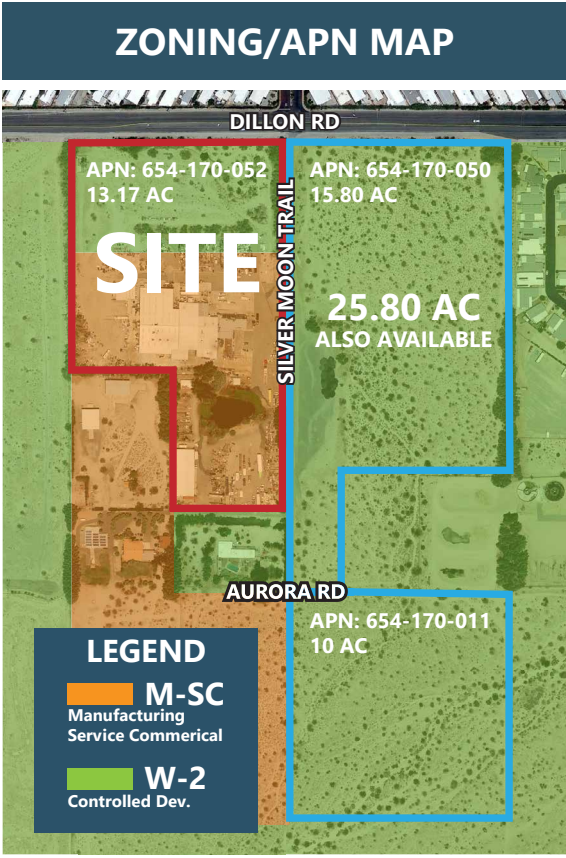 ZONING/APN MAP
DILLON RD
APN: 654-170-052
13.17 AC
SITE
SILVER MOON TRAIL
APN: 654-170-050
15.80 AC
25.80 AC
ALSO AVAILABLE
AURORA RD
APN: 654-170-011
10 AC
LEGEND
M-SC
Manufacturing
Service Commerical
W-2
Controlled Dev.